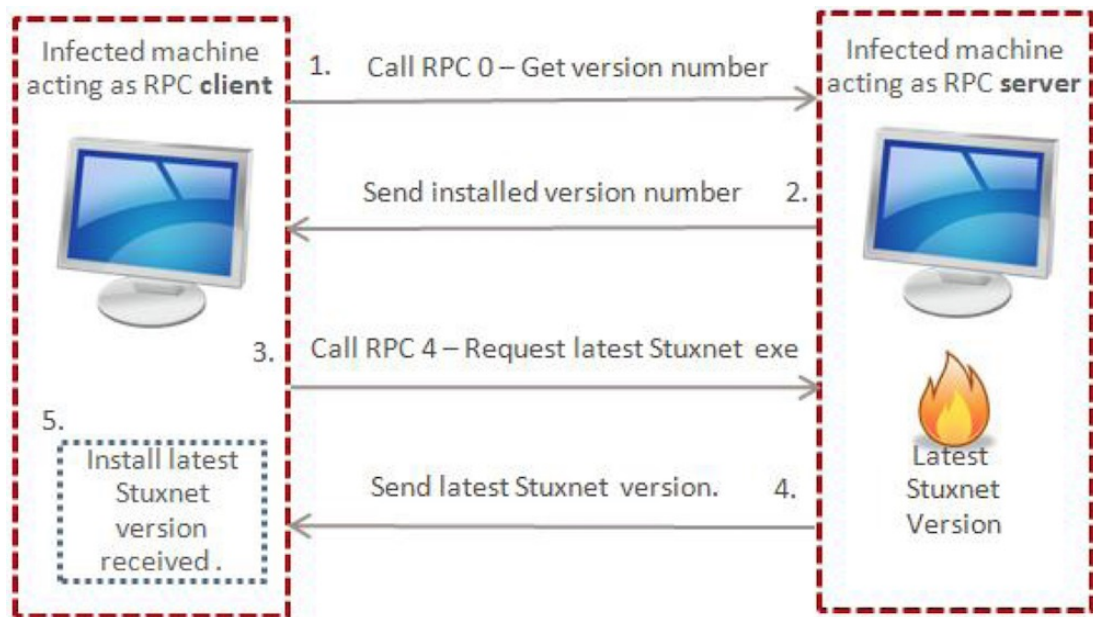 Infected machine
acting as RPC client
1. Call RPC 0 – Get version number
Infected machine
acting as RPC server
Send installed version number 2.
3. Call RPC 4 – Request latest Stuxnet exe
5.
Install latest
Stuxnet
version
received .
Send latest Stuxnet version. 4.
Latest
Stuxnet
Version